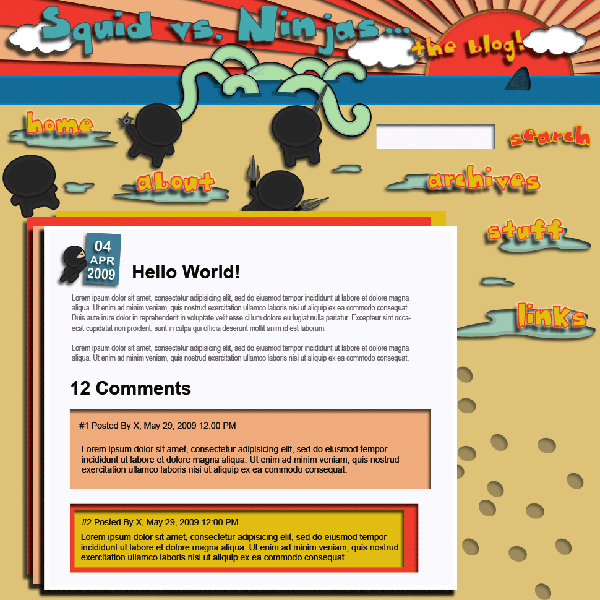 Squid vs. Ninjas...
the Blog!
home
search
about
archives
stuff
links
04
APR
2009
Hello World!
Lorem ipsum dolor sit amet, consectetur adipisicing elit, sed do eiusmod tempor incididunt ut labore et dolore magna
aliqua. Ut enim ad minim veniam, quis nostrud exercitation ullamco laboris nisi ut aliquip ex ea commodo consequat.
Duis aute irure dolor in reprehenderit in voluptate velit esse cillum dolore eu fugiat nulla pariatur. Excepteur sint occa-
ecat cupidatat non proident, sunt in culpa qui officia deserunt mollit anim id est laborum.
Lorem ipsum dolor sit amet, consectetur adipisicing elit, sed do eiusmod tempor incididunt ut labore et dolore magna
aliqua. Ut enim ad minim veniam, quis nostrud exercitation ullamco laboris nisi ut aliquip ex ea commodo consequat.
12 Comments
#1 Posted By X, May 29, 2009 12:00 PM
Lorem ipsum dolor sit amet, consectetur adipisicing elit, sed do eiusmod tempor
incididunt ut labore et dolore magna aliqua. Ut enim ad minim veniam, quis nostrud
exercitation ullamco laboris nisi ut aliquip ex ea commodo consequat.
#2 Posted By X, May 29, 2009 12:00 PM
Lorem ipsum dolor sit amet, consectetur adipisicing elit, sed do eiusmod tempor
incididunt ut labore et dolore magna aliqua. Ut enim ad minim veniam, quis nostrud
exercitation ullamco laboris nisi ut aliquip ex ea commodo consequat.